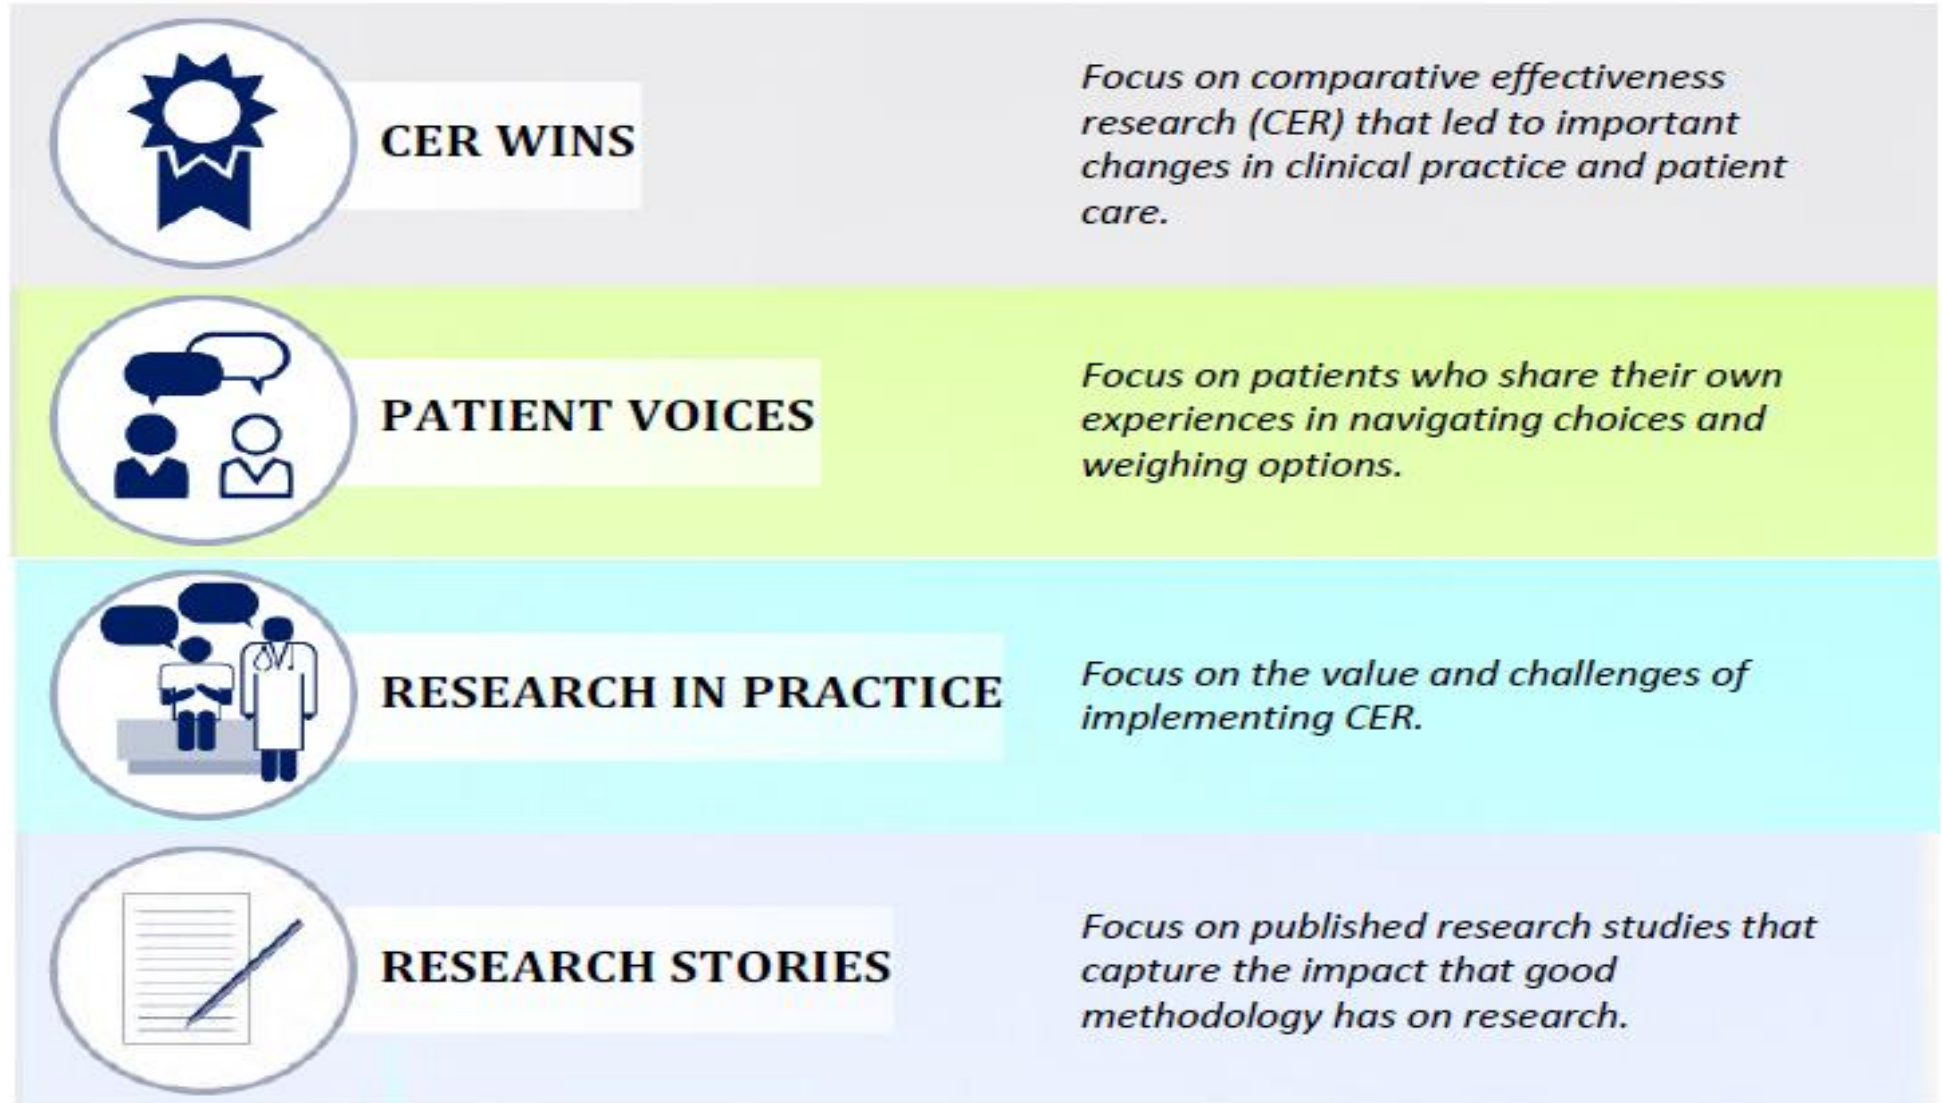 CER WINS
Focus on comparative effectiveness
research (CER) that led to important
changes in clinical practice and patient
care.
PATIENT VOICES
Focus on patients who share their own
experiences in navigating choices and
weighing options.
RESEARCH IN PRACTICE
Focus on the value and challenges of
implementing CER.
RESEARCH STORIES
Focus on published research studies that
capture the impact that good
methodology has on research.